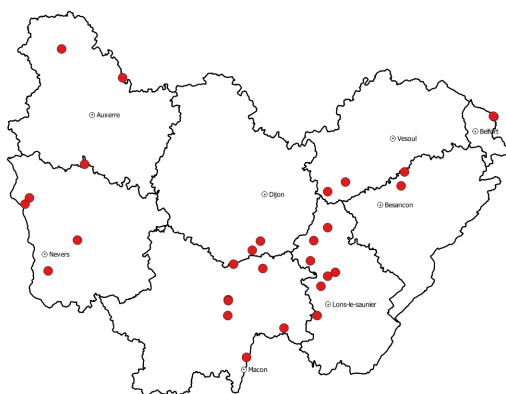 Auxerre
Belfort
Vesoul
Dijon
Besancon
Nevers
Lons-le-saunier
Macon